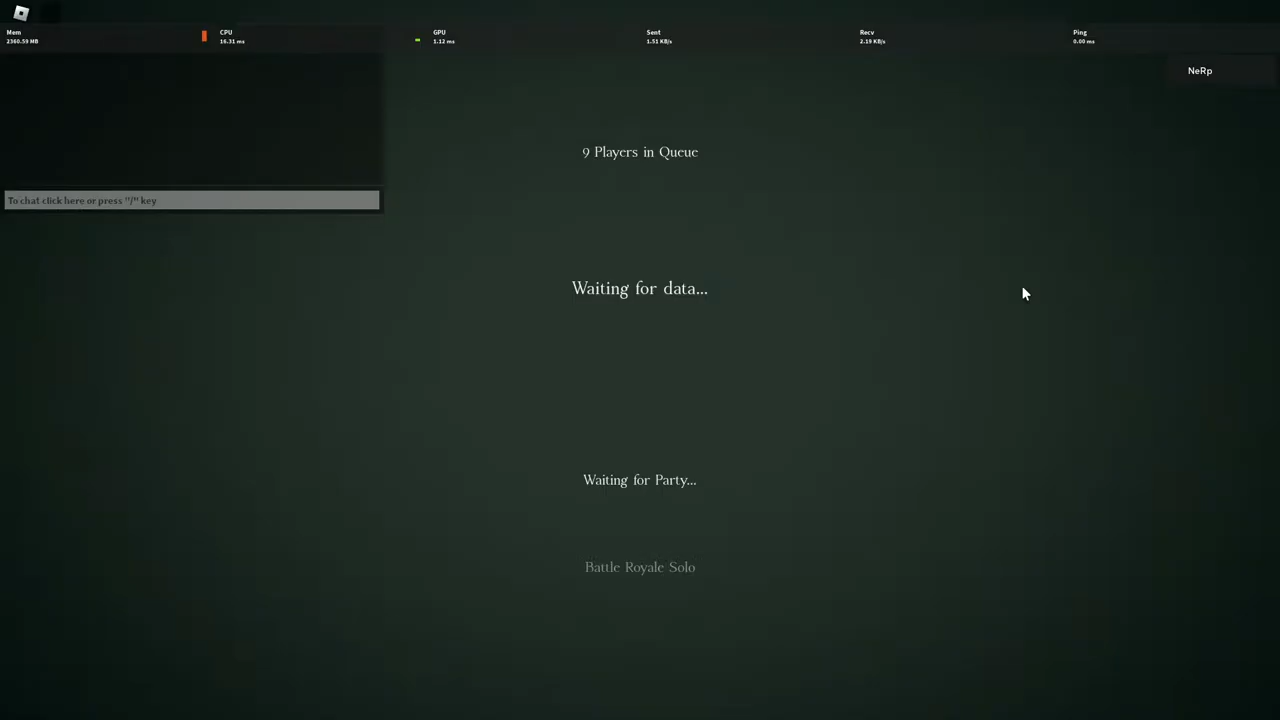 Mem
2360.59 MB
CPU
16.31 ms
GPU
1.12 ms
Sent
1.51 KB/s
Recv
2.19 KB/s
Ping
0.00 ms
NeRp
9 Players in Queue
To chat click here or press "/" key
Waiting for data...
Waiting for Party...
Battle Royale Solo